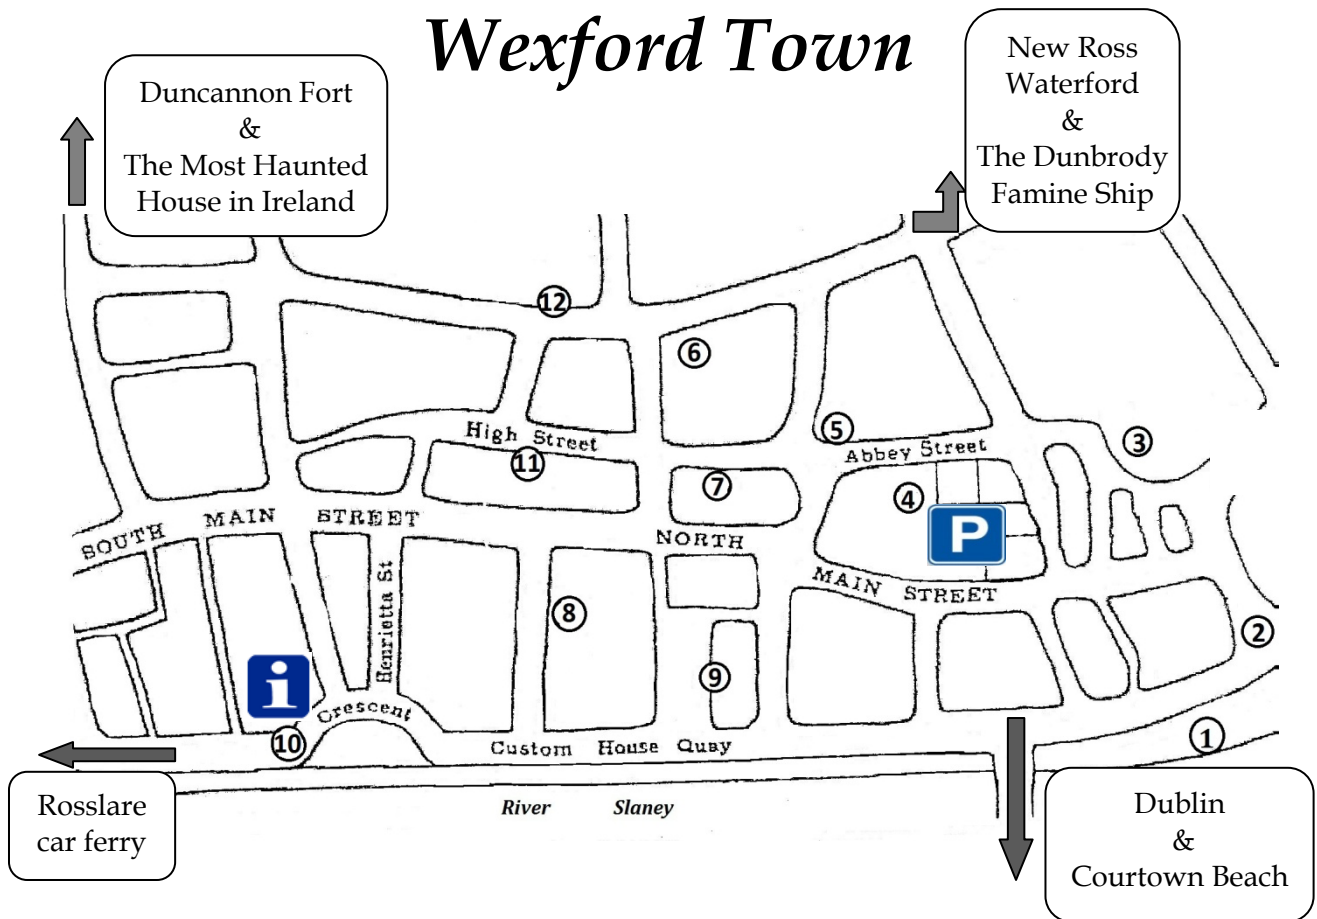 Wexford Town
Duncannon Fort
&
The Most Haunted
House in Ireland
New Ross
Waterford
&
The Dunbrody
Famine Ship
12
6
5
3
High Street
Abbey Street
11
7
4
P
SOUTH MAIN STREET
NORTH
MAIN STREET
Henrietta St
8
2
9
i
Crescent
10
1
Custom House Quay
River Slaney
Rosslare
car ferry
Dublin
&
Courtown Beach